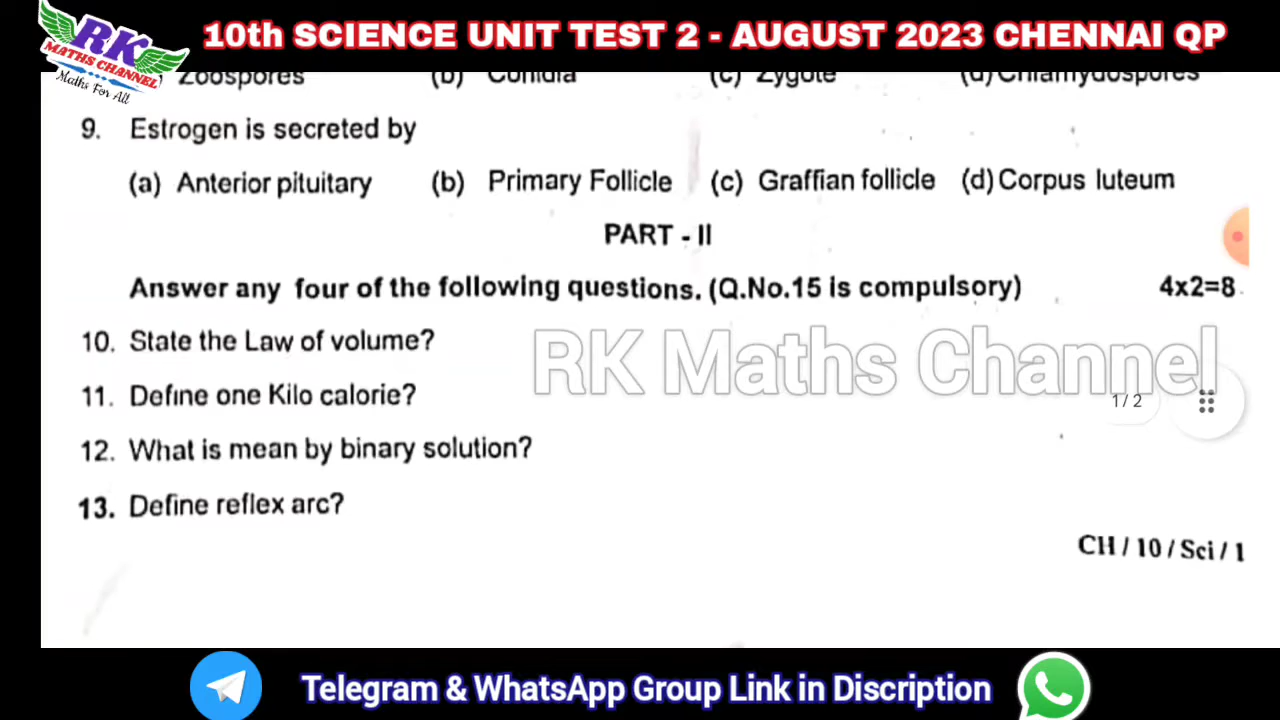 10th SCIENCE UNIT TEST 2 - AUGUST 2023 CHENNAI QP
RK
MATHS CHANNEL
Maths For All
Zoospores (b) Conidia (c) Zygote (d) Chlamydospores
9. Estrogen is secreted by
(a) Anterior pituitary (b) Primary Follicle (c) Graffian follicle (d) Corpus luteum
PART - II
Answer any four of the following questions. (Q.No.15 is compulsory) 4x2=8
10. State the Law of volume?
RK Maths Channel
11. Define one Kilo calorie?
1 / 2
12. What is mean by binary solution?
13. Define reflex arc?
CH / 10 / Sci / 1
Telegram & WhatsApp Group Link in Discription